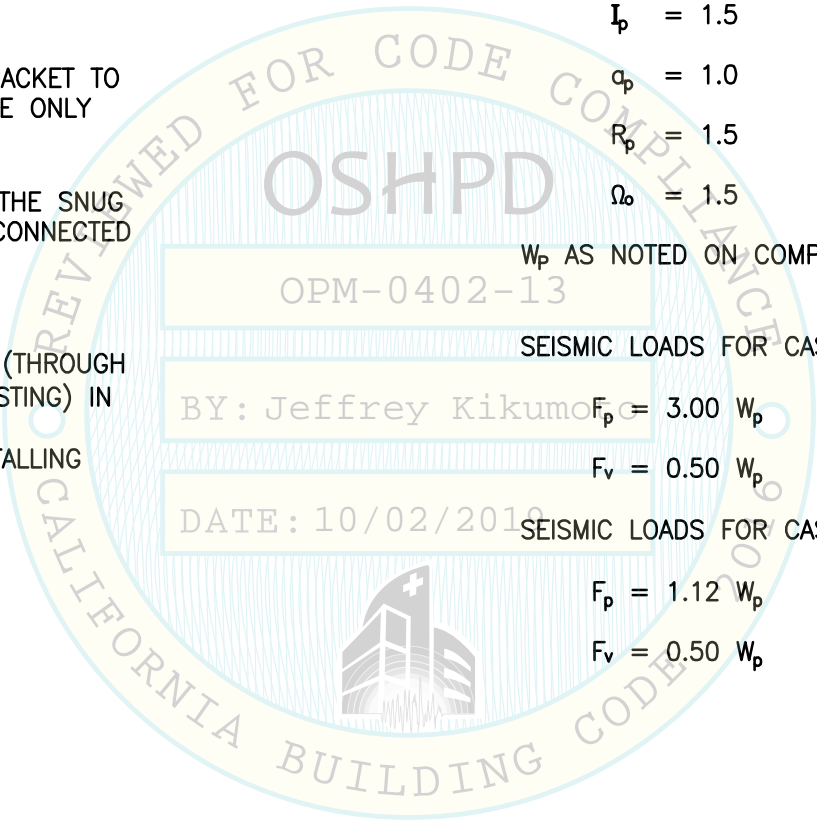 ACKET TO
E ONLY
THE SNUG
CONNECTED
(THROUGH
STING) IN
TALLING
Ip = 1.5
ap = 1.0
Rp = 1.5
Ωo = 1.5
Wp AS NOTED ON COMP
SEISMIC LOADS FOR CAS
Fp = 3.00 Wp
Fv = 0.50 Wp
SEISMIC LOADS FOR CAS
Fp = 1.12 Wp
Fv = 0.50 Wp
REVIEWED FOR CODE COMPLIANCE
OSHPD
OPM-0402-13
BY: Jeffrey Kikumoto
DATE: 10/02/2019
CALIFORNIA BUILDING CODE 2019